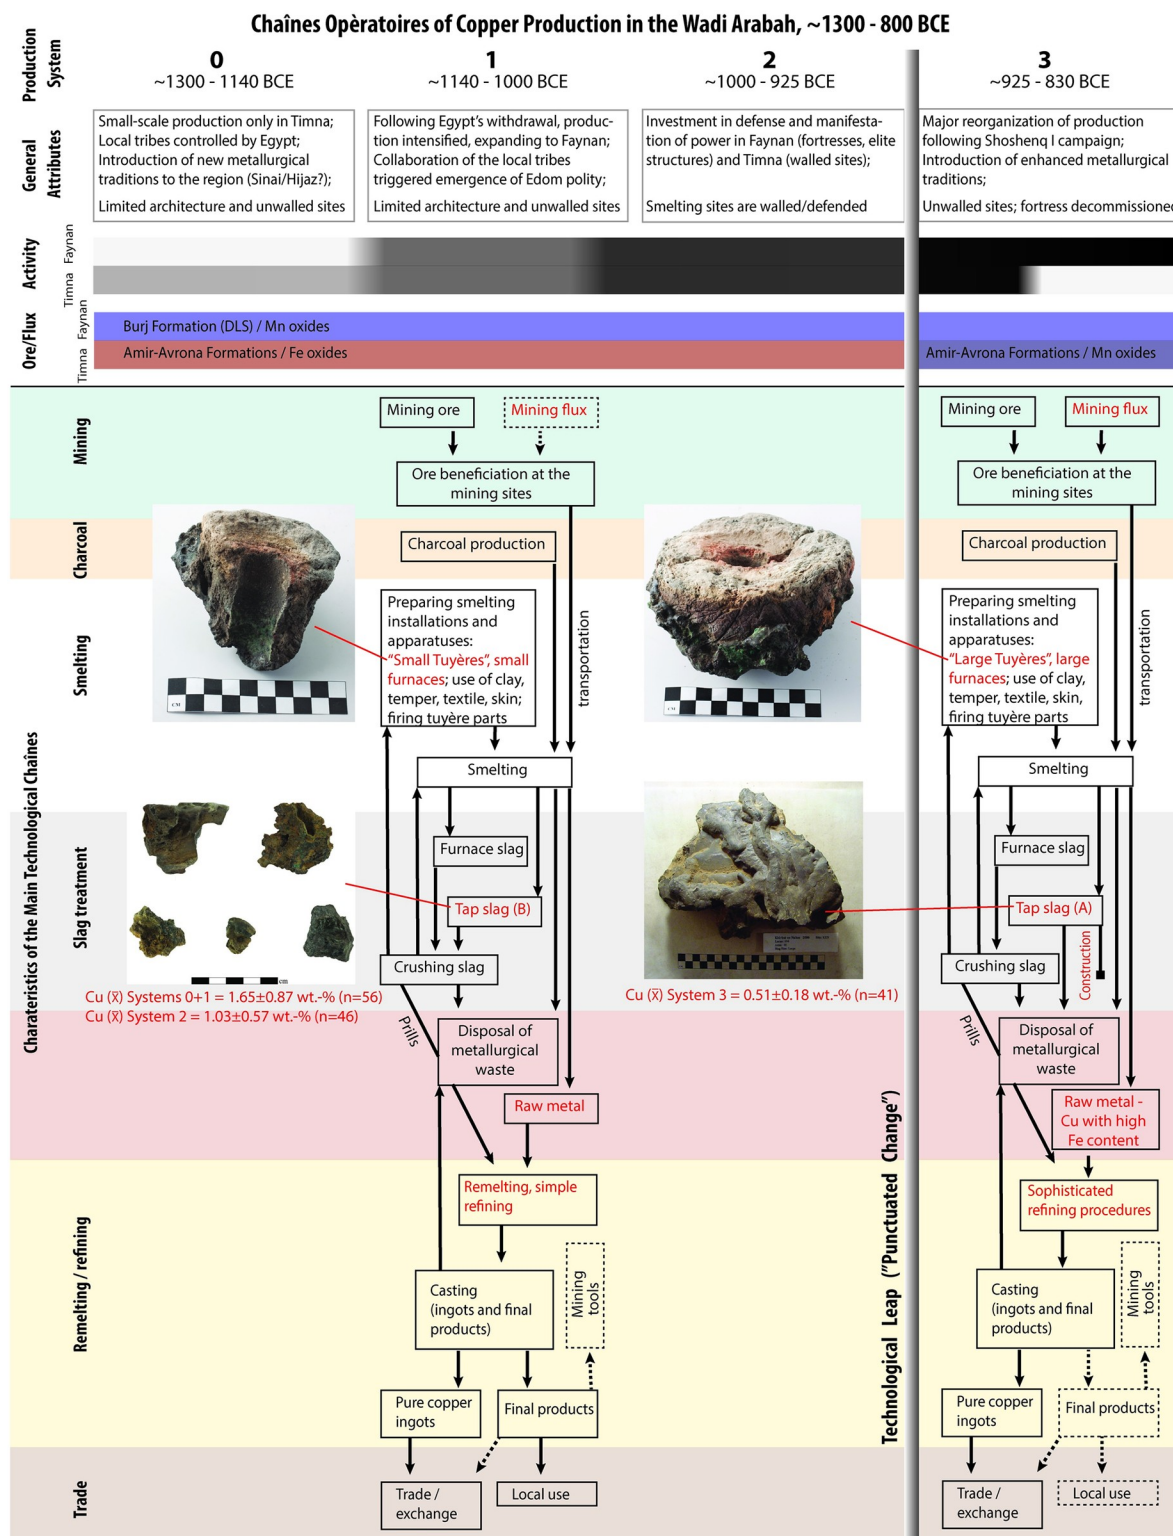 Chaînes Opèratoires of Copper Production in the Wadi Arabah, ~1300 - 800 BCE
Production
System
0
~1300 - 1140 BCE
1
~1140 - 1000 BCE
2
~1000 - 925 BCE
3
~925 - 830 BCE
General
Attributes
Small-scale production only in Timna;
Local tribes controlled by Egypt;
Introduction of new metallurgical
traditions to the region (Sinai/Hijaz?);
Limited architecture and unwalled sites
Following Egypt's withdrawal, produc-
tion intensified, expanding to Faynan;
Collaboration of the local tribes
triggered emergence of Edom polity;
Limited architecture and unwalled sites
Investment in defense and manifesta-
tion of power in Faynan (fortresses, elite
structures) and Timna (walled sites);
Smelting sites are walled/defended
Major reorganization of production
following Shoshenq I campaign;
Introduction of enhanced metallurgical
traditions;
Unwalled sites; fortress decommissioned
Activity
Faynan
Timna
Ore/Flux
Faynan
Timna
Burj Formation (DLS) / Mn oxides
Amir-Avrona Formations / Fe oxides
Amir-Avrona Formations / Mn oxides
Charateristics of the Main Technological Chaînes
Mining
Mining ore
Mining flux
Ore beneficiation at the
mining sites
Mining ore
Mining flux
Ore beneficiation at the
mining sites
Charcoal
Charcoal production
Charcoal production
Smelting
CM
Preparing smelting
installations and
apparatuses:
"Small Tuyères", small
furnaces; use of clay,
temper, textile, skin;
firing tuyère parts
transportation
Smelting
CM
Preparing smelting
installations and
apparatuses:
"Large Tuyères", large
furnaces; use of clay,
temper, textile, skin,
firing tuyère parts
transportation
Smelting
Slag treatment
cm
Furnace slag
Tap slag (B)
Crushing slag
Furnace slag
Tap slag (A)
Construction
Crushing slag
Cu (x̄) Systems 0+1 = 1.65±0.87 wt.-% (n=56)
Cu (x̄) System 2 = 1.03±0.57 wt.-% (n=46)
Cu (x̄) System 3 = 0.51±0.18 wt.-% (n=41)
Prills
Disposal of
metallurgical
waste
Raw metal
Prills
Disposal of
metallurgical
waste
Raw metal -
Cu with high
Fe content
Technological Leap ("Punctuated Change")
Remelting / refining
Remelting, simple
refining
Casting
(ingots and final
products)
Mining
tools
Pure copper
ingots
Final products
Sophisticated
refining procedures
Casting
(ingots and final
products)
Mining
tools
Pure copper
ingots
Final products
Trade
Trade /
exchange
Local use
Trade /
exchange
Local use